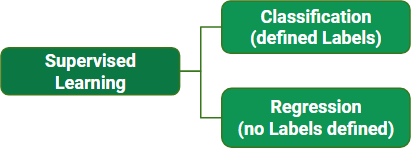 Supervised
Learning
Classification
(defined Labels)
Regression
(no Labels defined)